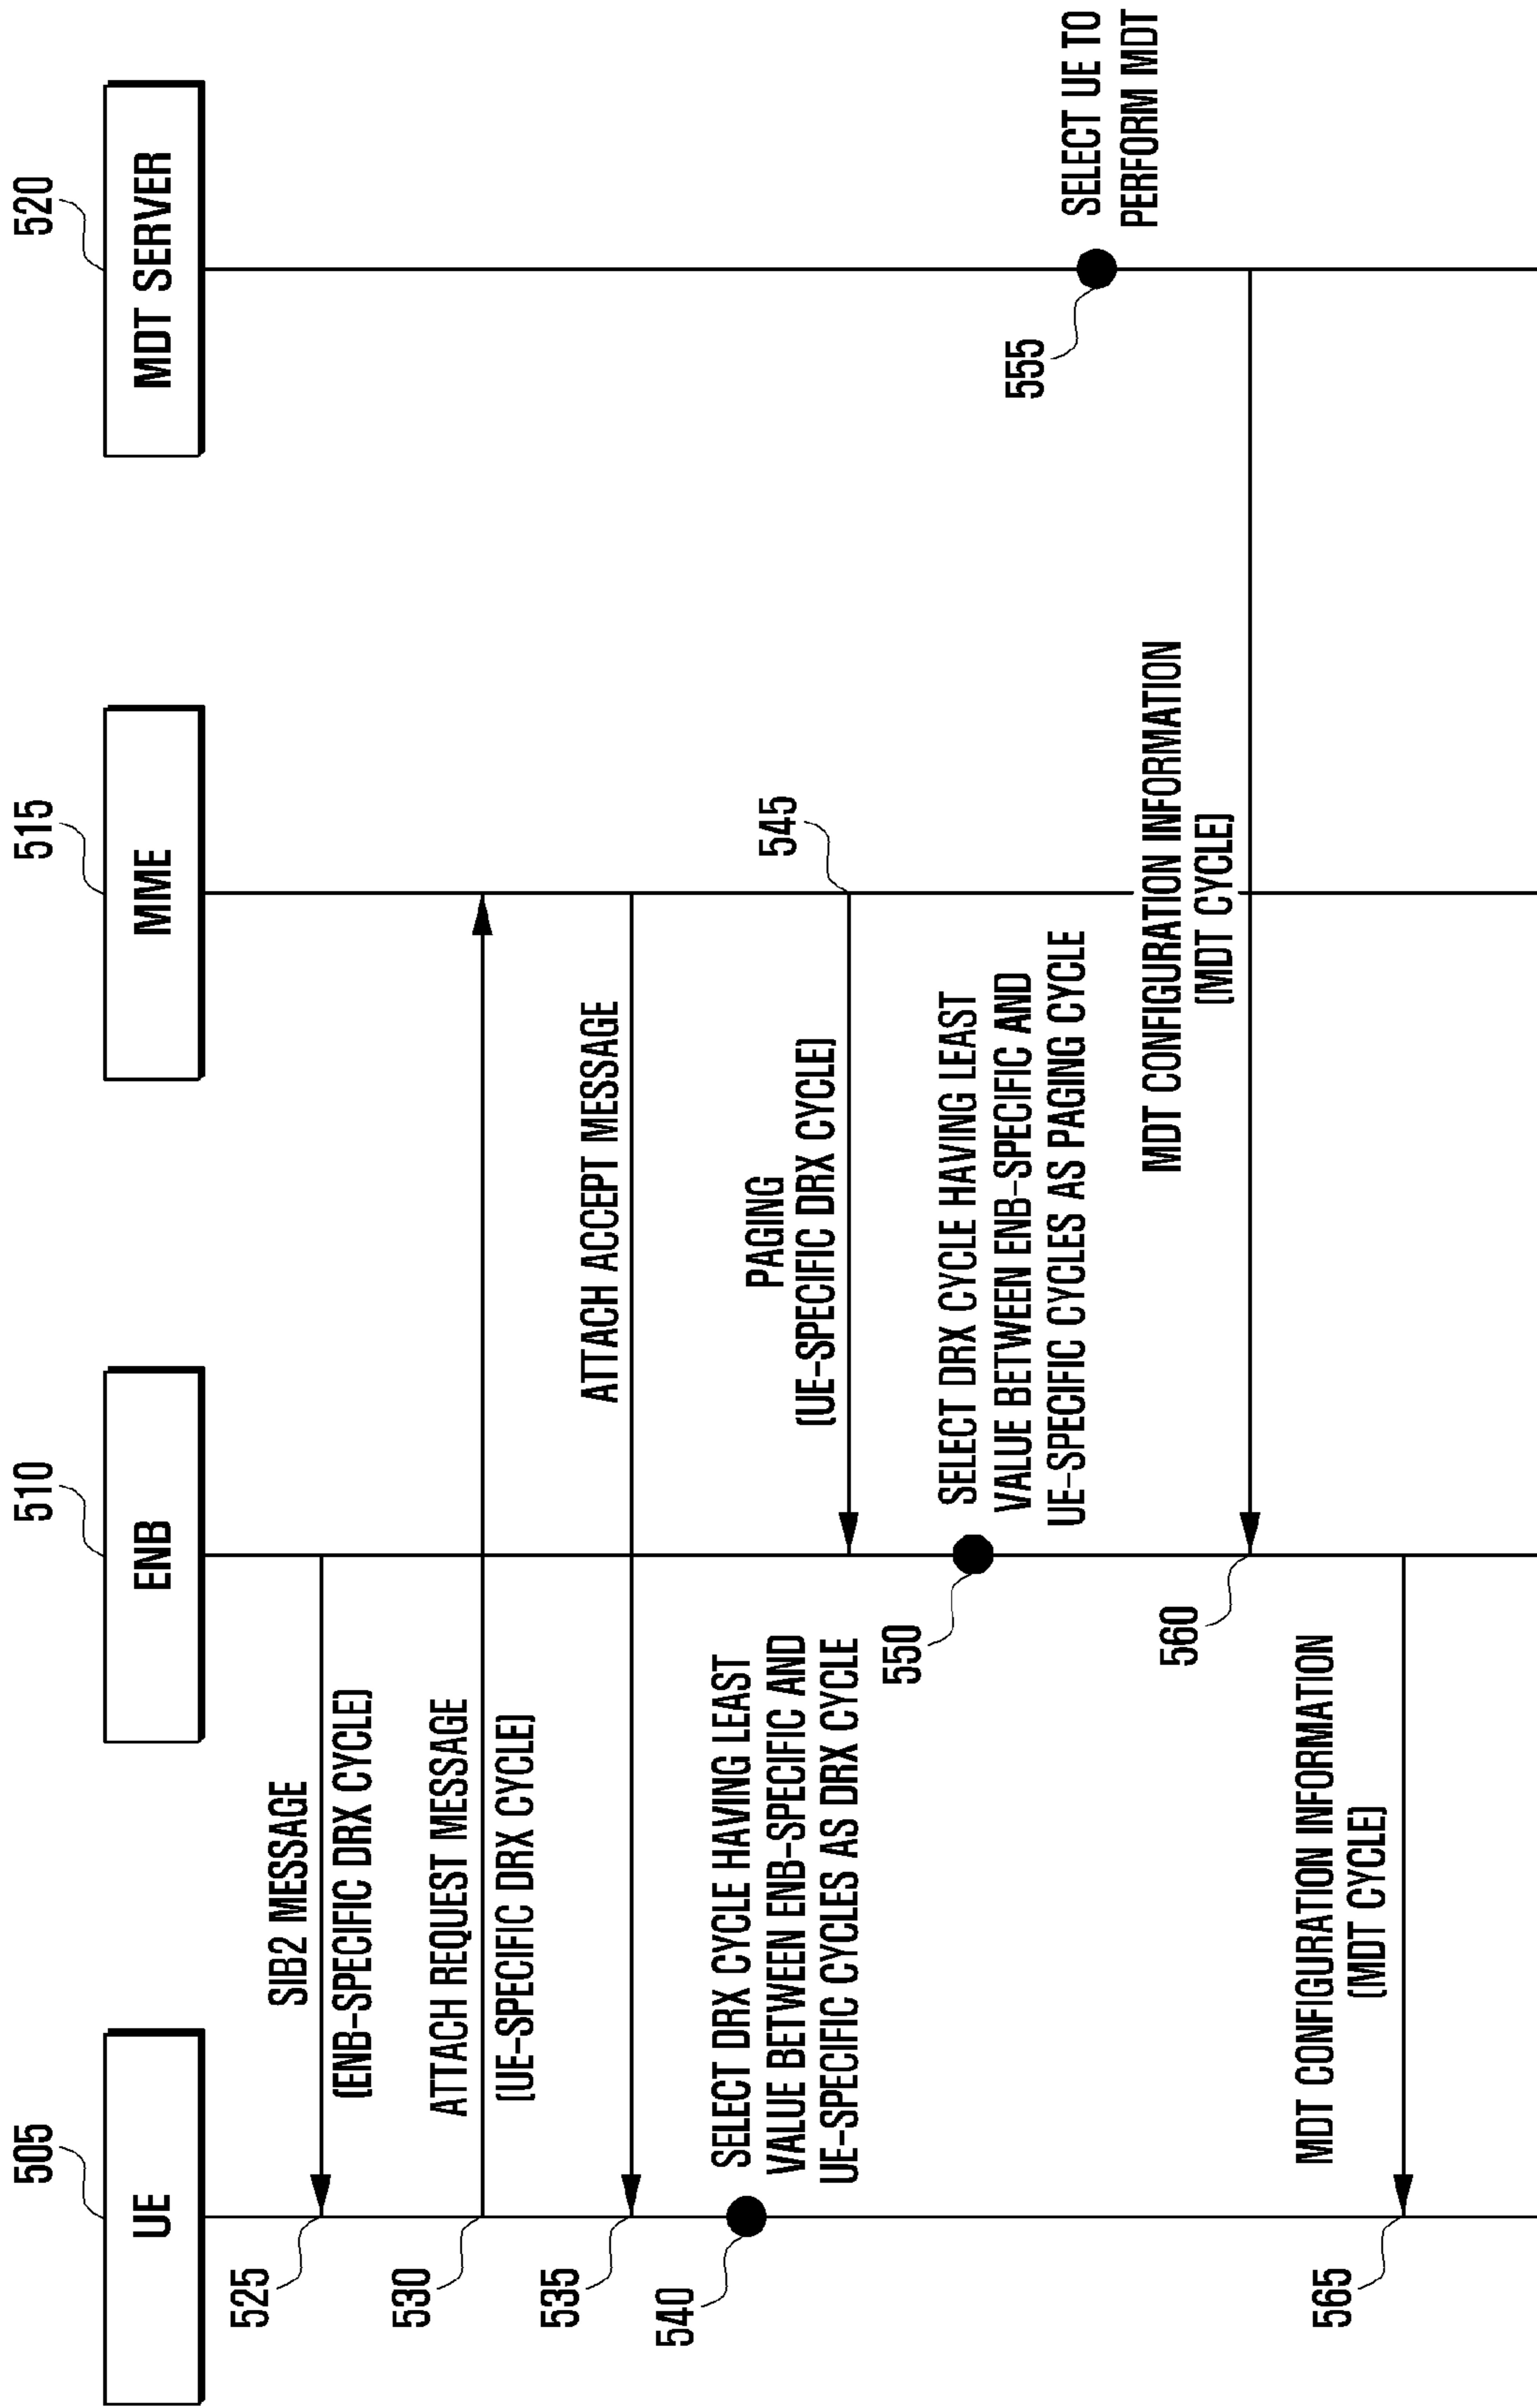 505
510
515
520
UE
ENB
MME
MDT SERVER
525
SIB2 MESSAGE
(ENB-SPECIFIC DRX CYCLE)
530
ATTACH REQUEST MESSAGE
(UE-SPECIFIC DRX CYCLE)
535
ATTACH ACCEPT MESSAGE
540
SELECT DRX CYCLE HAVING LEAST
VALUE BETWEEN ENB-SPECIFIC AND
UE-SPECIFIC CYCLES AS DRX CYCLE
PAGING
(UE-SPECIFIC DRX CYCLE)
545
550
SELECT DRX CYCLE HAVING LEAST
VALUE BETWEEN ENB-SPECIFIC AND
UE-SPECIFIC CYCLES AS PAGING CYCLE
555
SELECT UE TO
PERFORM MDT
560
MDT CONFIGURATION INFORMATION
(MDT CYCLE)
565
MDT CONFIGURATION INFORMATION
(MDT CYCLE)